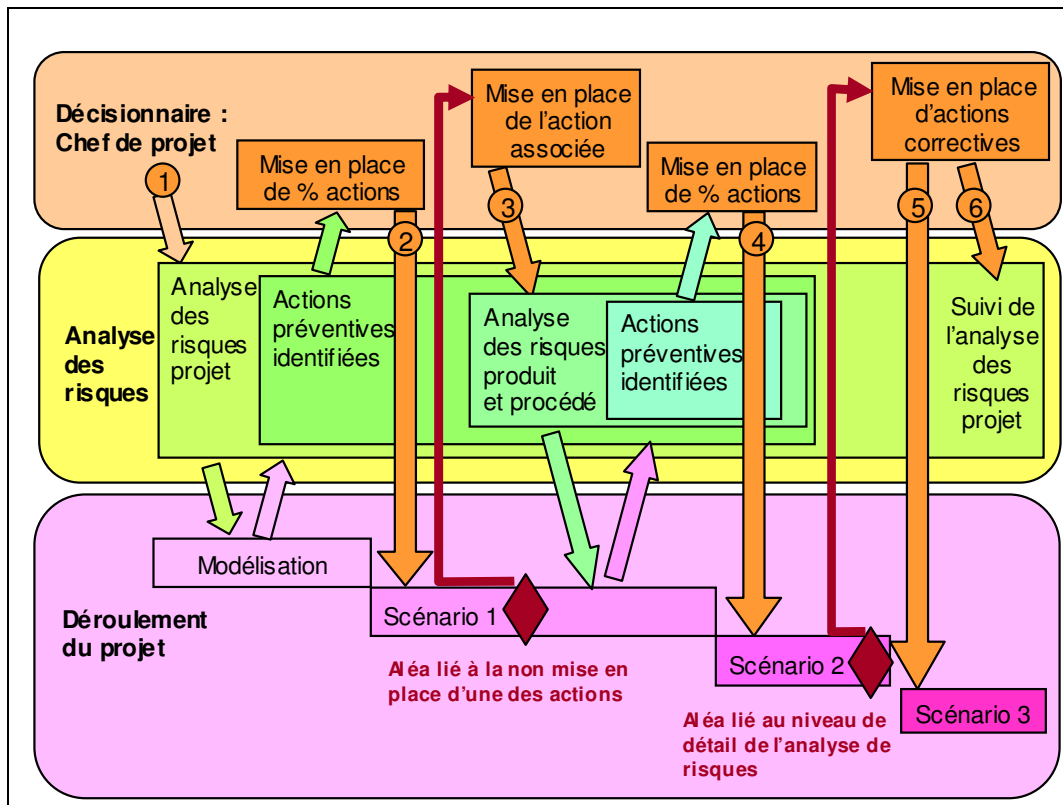 Décisionnaire :
Chef de projet
1
Mise en place
de % actions
2
Mise en place
de l'action
associée
3
Mise en place
de % actions
4
Mise en place
d'actions
correctives
5
6
Analyse
des
risques
Analyse
des
risques
projet
Actions
préventives
identifiées
Analyse
des risques
produit
et procédé
Actions
préventives
identifiées
Suivi de
l'analyse
des
risques
projet
Déroulement
du projet
Modélisation
Scénario 1
Aléa lié à la non mise en
place d'une des actions
Scénario 2
Aléa lié au niveau de
détail de l'analyse de
risques
Scénario 3